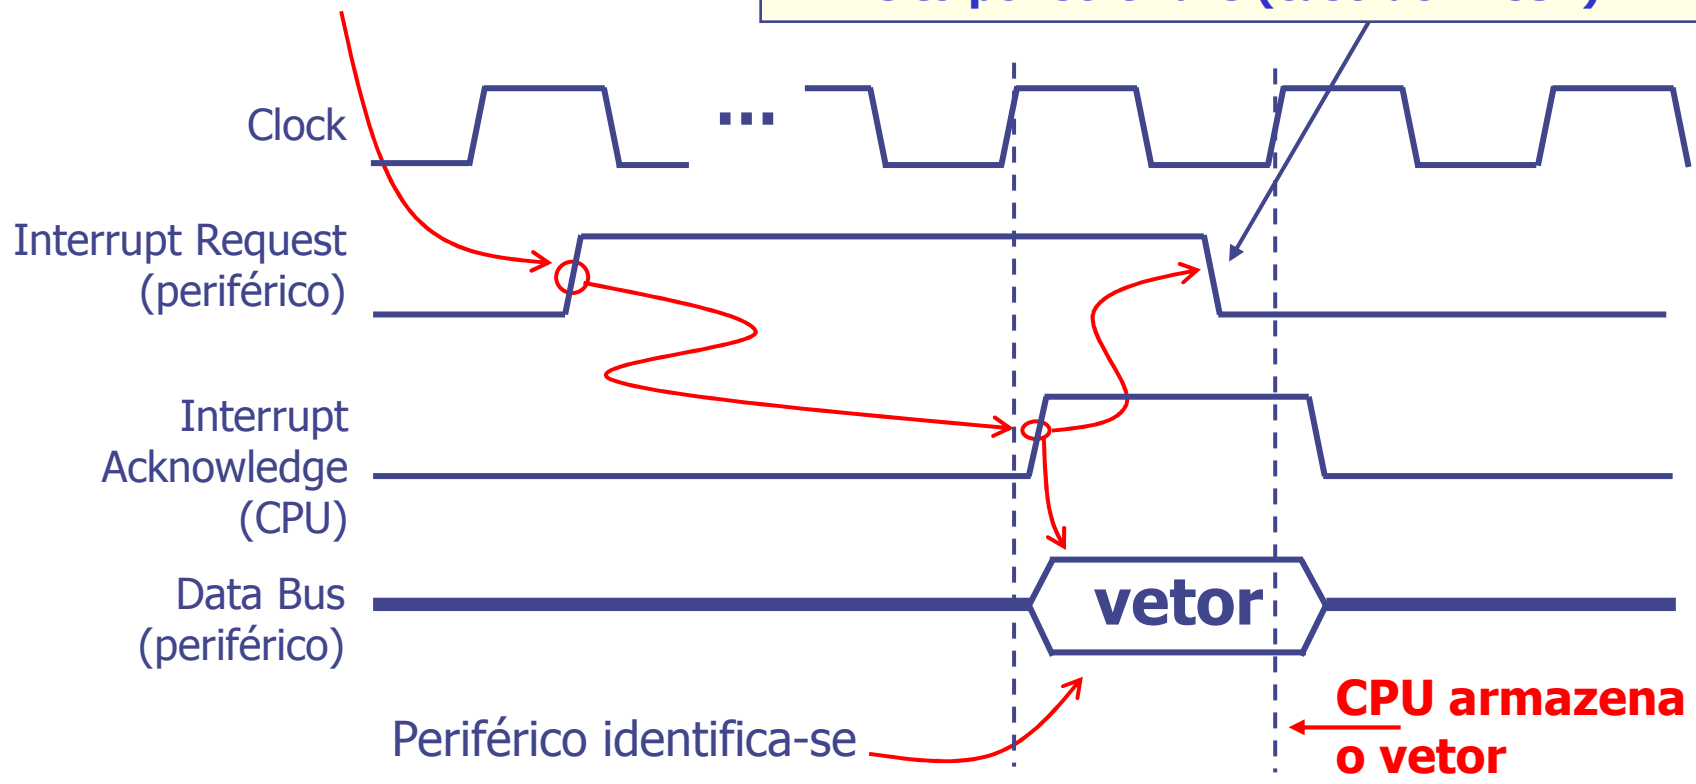 Clock
...
Interrupt Request
(periférico)
Interrupt
Acknowledge
(CPU)
Data Bus
(periférico)
vetor
Periférico identifica-se
CPU armazena
o vetor